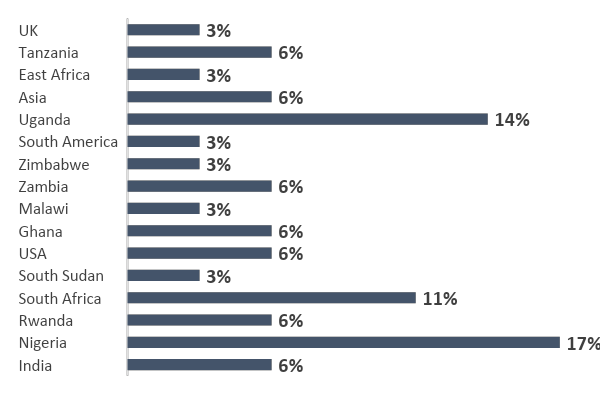 UK 3%
Tanzania 6%
East Africa 3%
Asia 6%
Uganda 14%
South America 3%
Zimbabwe 3%
Zambia 6%
Malawi 3%
Ghana 6%
USA 6%
South Sudan 3%
South Africa 11%
Rwanda 6%
Nigeria 17%
India 6%